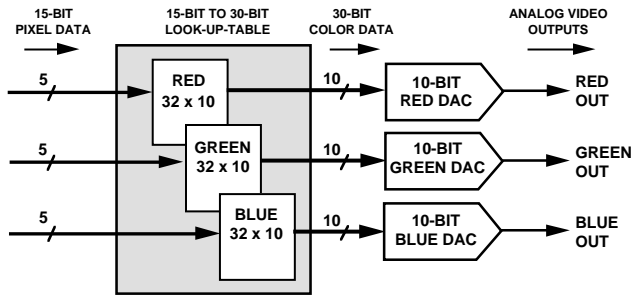 15-BIT
PIXEL DATA
15-BIT TO 30-BIT
LOOK-UP-TABLE
30-BIT
COLOR DATA
ANALOG VIDEO
OUTPUTS
5
RED
32 x 10
10
10-BIT
RED DAC
RED
OUT
5
GREEN
32 x 10
10
10-BIT
GREEN DAC
GREEN
OUT
5
BLUE
32 x 10
10
10-BIT
BLUE DAC
BLUE
OUT